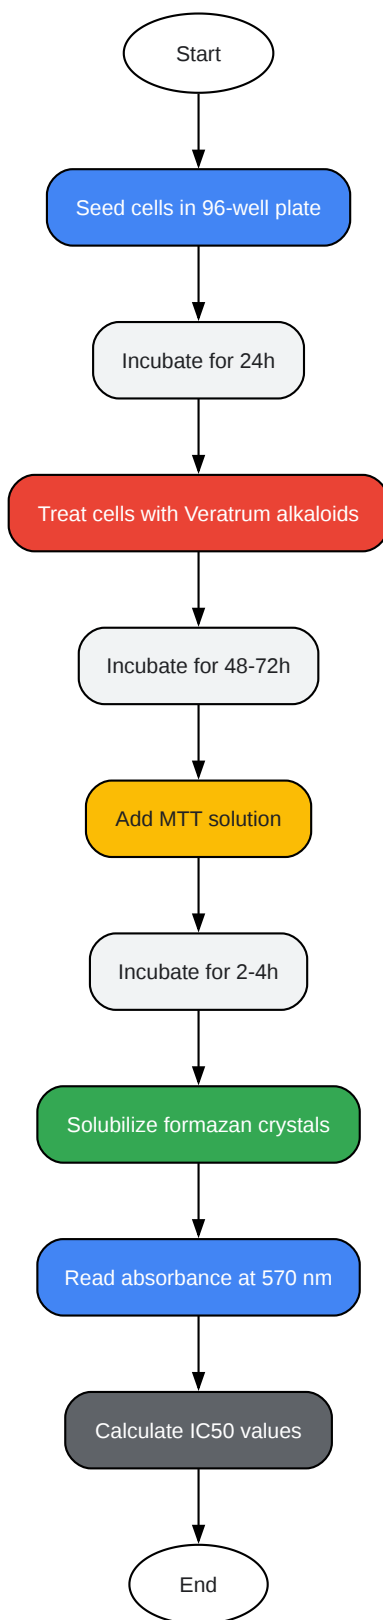 Start
Seed cells in 96-well plate
Incubate for 24h
Treat cells with Veratrum alkaloids
Incubate for 48-72h
Add MTT solution
Incubate for 2-4h
Solubilize formazan crystals
Read absorbance at 570 nm
Calculate IC50 values
End